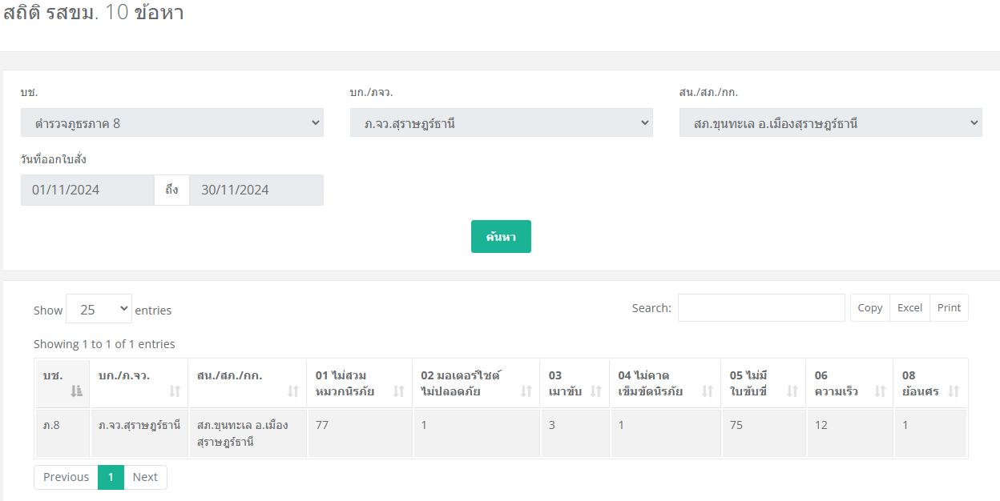 สถิติ รสขม. 10 ข้อหา
บช. บก./ภจว. สน./สภ./กก.
ตำรวจภูธรภาค 8 ภ.จว.สุราษฎร์ธานี สภ.ขุนทะเล อ.เมืองสุราษฎร์ธานี
วันที่ออกใบสั่ง
01/11/2024 ถึง 30/11/2024
ค้นหา
Show 25 entries Search: Copy Excel Print
Showing 1 to 1 of 1 entries
บช. บก./ภ.จว. สน./สภ./กก. 01 ไม่สวม 02 มอเตอร์ไซต์ 03 04 ไม่คาด 05 ไม่มี 06 08
หมวกนิรภัย ไม่ปลอดภัย เมาขับ เข็มขัดนิรภัย ใบขับขี่ ความเร็ว ย้อนศร
ภ.8 ภ.จว.สุราษฎร์ธานี สภ.ขุนทะเล อ.เมือง 77 1 3 1 75 12 1
สุราษฎร์ธานี
Previous 1 Next